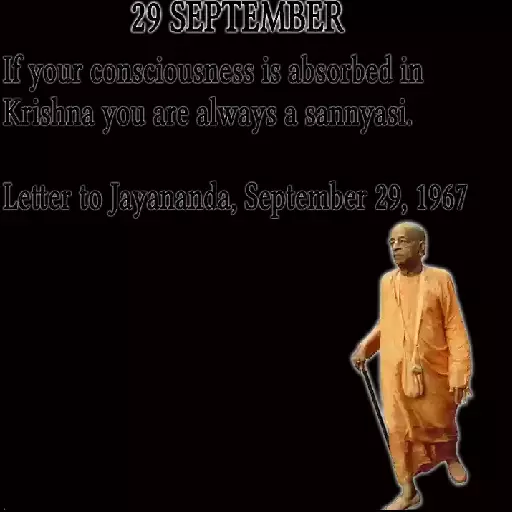 29 SEPTEMBER
If your consciousness is absorbed in
Krishna you are always a sannyasi.
Letter to Jayananda, September 29, 1967